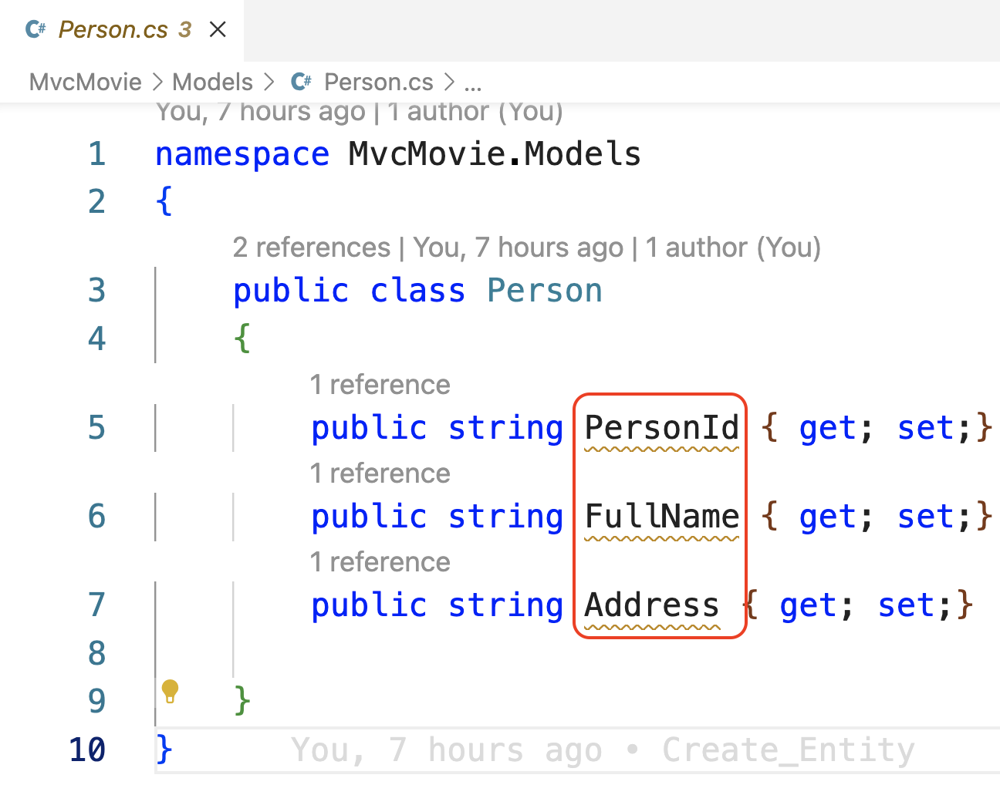 C# Person.cs 3
MvcMovie > Models > C# Person.cs > ...
You, 7 hours ago | 1 author (You)
1 namespace MvcMovie.Models
2 {
2 references | You, 7 hours ago | 1 author (You)
3 public class Person
4 {
1 reference
5 public string PersonId { get; set;}
1 reference
6 public string FullName { get; set;}
1 reference
7 public string Address { get; set;}
8
9 }
10 } You, 7 hours ago • Create_Entity